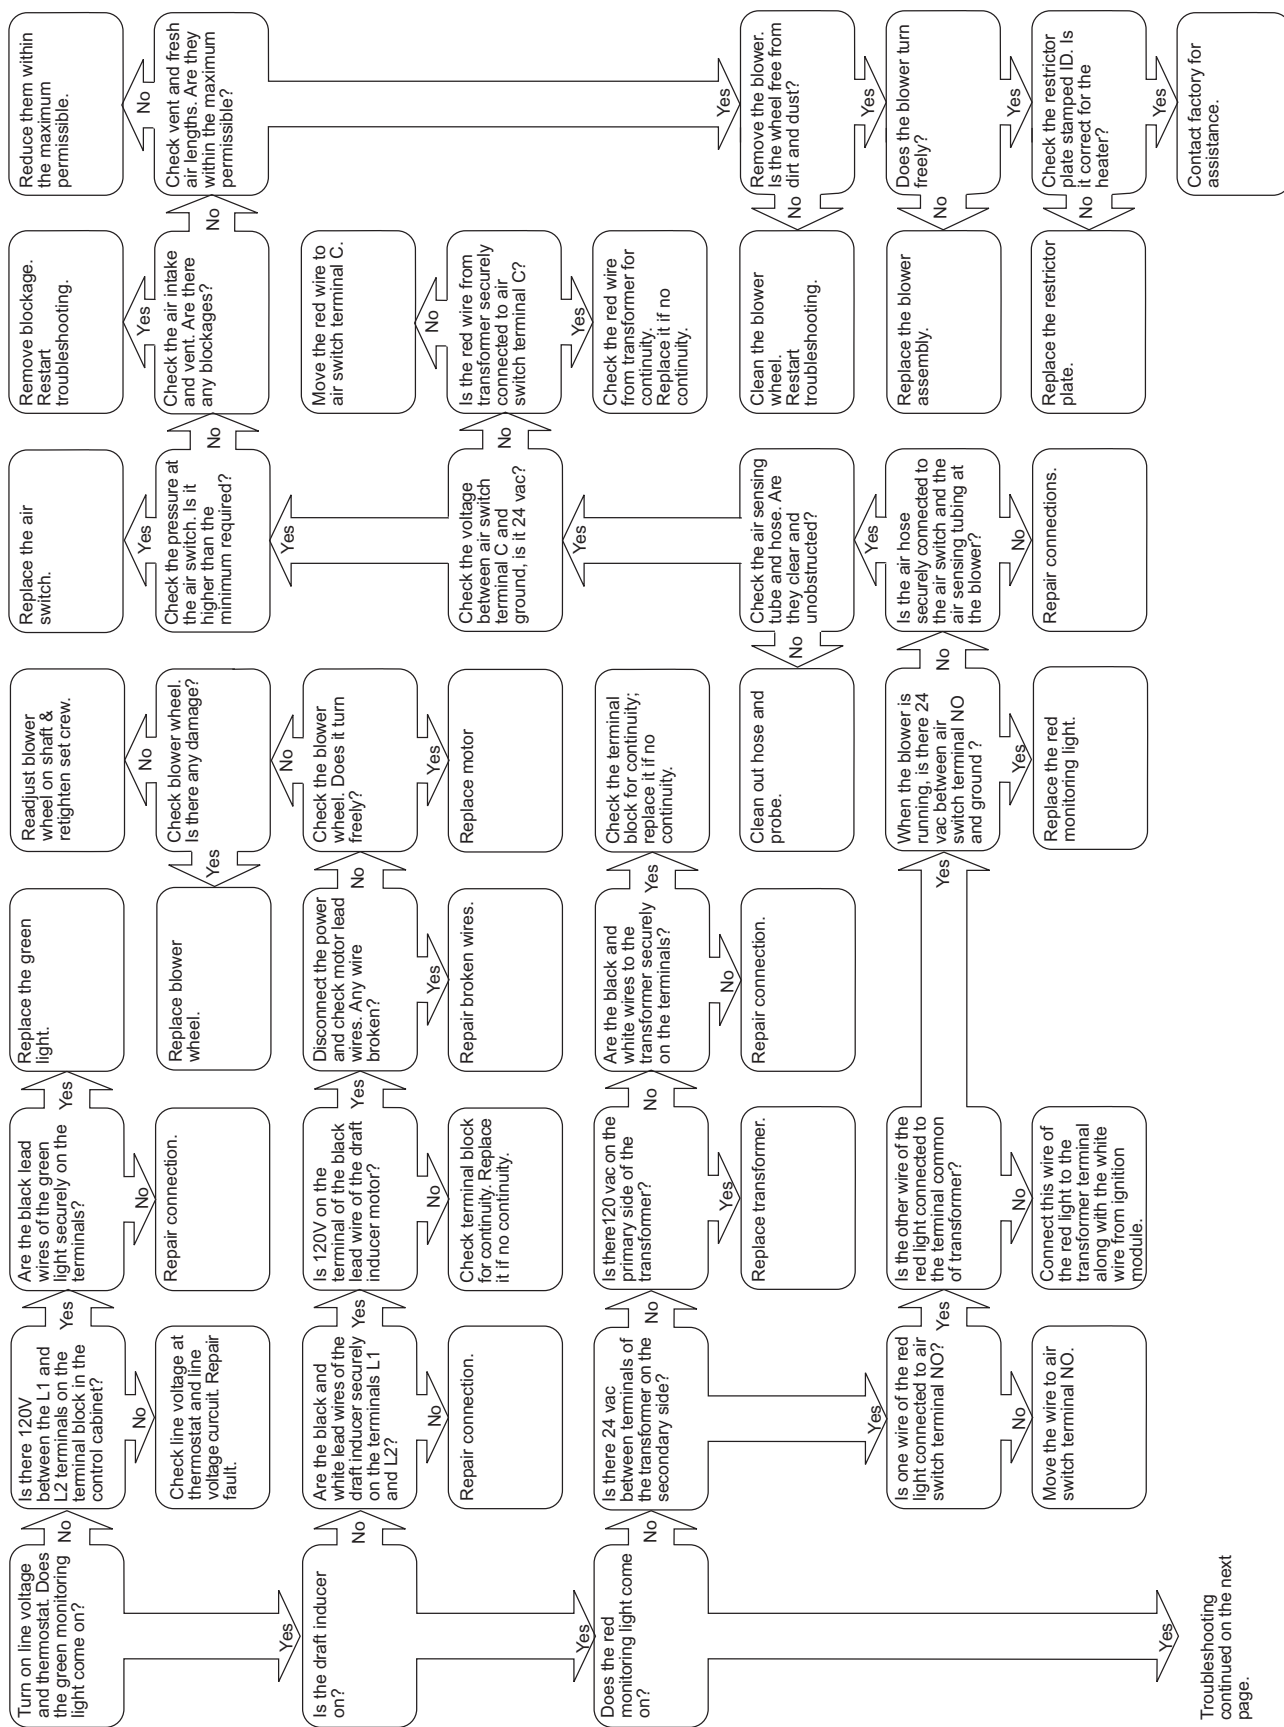 Turn on line voltage
and thermostat. Does
the green monitoring
light come on?
No
Is there 120V
between the L1 and
L2 terminals on the
terminal block in the
control cabinet?
Yes
Are the black lead
wires of the green
light securely on the
terminals?
Yes
Replace the green
light.
No
Check line voltage at
thermostat and line
voltage curcuit. Repair
fault.
No
Repair connection.
Yes
Is the draft inducer
on?
No
Are the black and
white lead wires of the
draft inducer securely
on the terminals L1
and L2?
Yes
Is 120V on the
terminal of the black
lead wire of the draft
inducer motor?
Yes
Disconnect the power
and check motor lead
wires. Any wire
broken?
No
Check the blower
wheel. Does it turn
freely?
No
Check blower wheel.
Is there any damage?
No
Readjust blower
wheel on shaft &
retighten set crew.
Yes
Replace blower
wheel.
No
Repair connection.
No
Check terminal block
for continuity. Replace
it if no continuity.
Yes
Repair broken wires.
Yes
Replace motor
Yes
Does the red
monitoring light come
on?
No
Is there 24 vac
between terminals of
the transformer on the
secondary side?
No
Is there120 vac on the
primary side of the
transformer?
No
Are the black and
white wires to the
transformer securely
on the terminals?
Yes
Check the terminal
block for continuity;
replace it if no
continuity.
Yes
Replace transformer.
No
Repair connection.
Yes
Is one wire of the red
light connected to air
switch terminal NO?
Yes
Is the other wire of the
red light connected to
the terminal common
of transformer?
Yes
When the blower is
running, is there 24
vac between air
switch terminal NO
and ground ?
No
Is the air hose
securely connected to
the air switch and the
air sensing tubing at
the blower?
No
Move the wire to air
switch terminal NO.
No
Connect this wire of
the red light to the
transformer terminal
along with the white
wire from ignition
module.
Yes
Replace the red
monitoring light.
No
Repair connections.
Yes
Check the air sensing
tube and hose. Are
they clear and
unobstructed?
No
Clean out hose and
probe.
Yes
Check the voltage
between air switch
terminal C and
ground, is it 24 vac?
No
Is the red wire from
transformer securely
connected to air
switch terminal C?
No
Move the red wire to
air switch terminal C.
Yes
Check the red wire
from transformer for
continuity.
Replace it if no
continuity.
Yes
Check the pressure at
the air switch. Is it
higher than the
minimum required?
Yes
Replace the air
switch.
No
Check the air intake
and vent. Are there
any blockages?
Yes
Remove blockage.
Restart
troubleshooting.
No
Check vent and fresh
air lengths. Are they
within the maximum
permissible?
No
Reduce them within
the maximum
permissible.
Yes
Remove the blower.
Is the wheel free from
dirt and dust?
No
Clean the blower
wheel.
Restart
troubleshooting.
Yes
Does the blower turn
freely?
No
Replace the blower
assembly.
Yes
Check the restrictor
plate stamped ID. Is
it correct for the
heater?
No
Replace the restrictor
plate.
Yes
Contact factory for
assistance.
Yes
Troubleshooting
continued on the next
page.